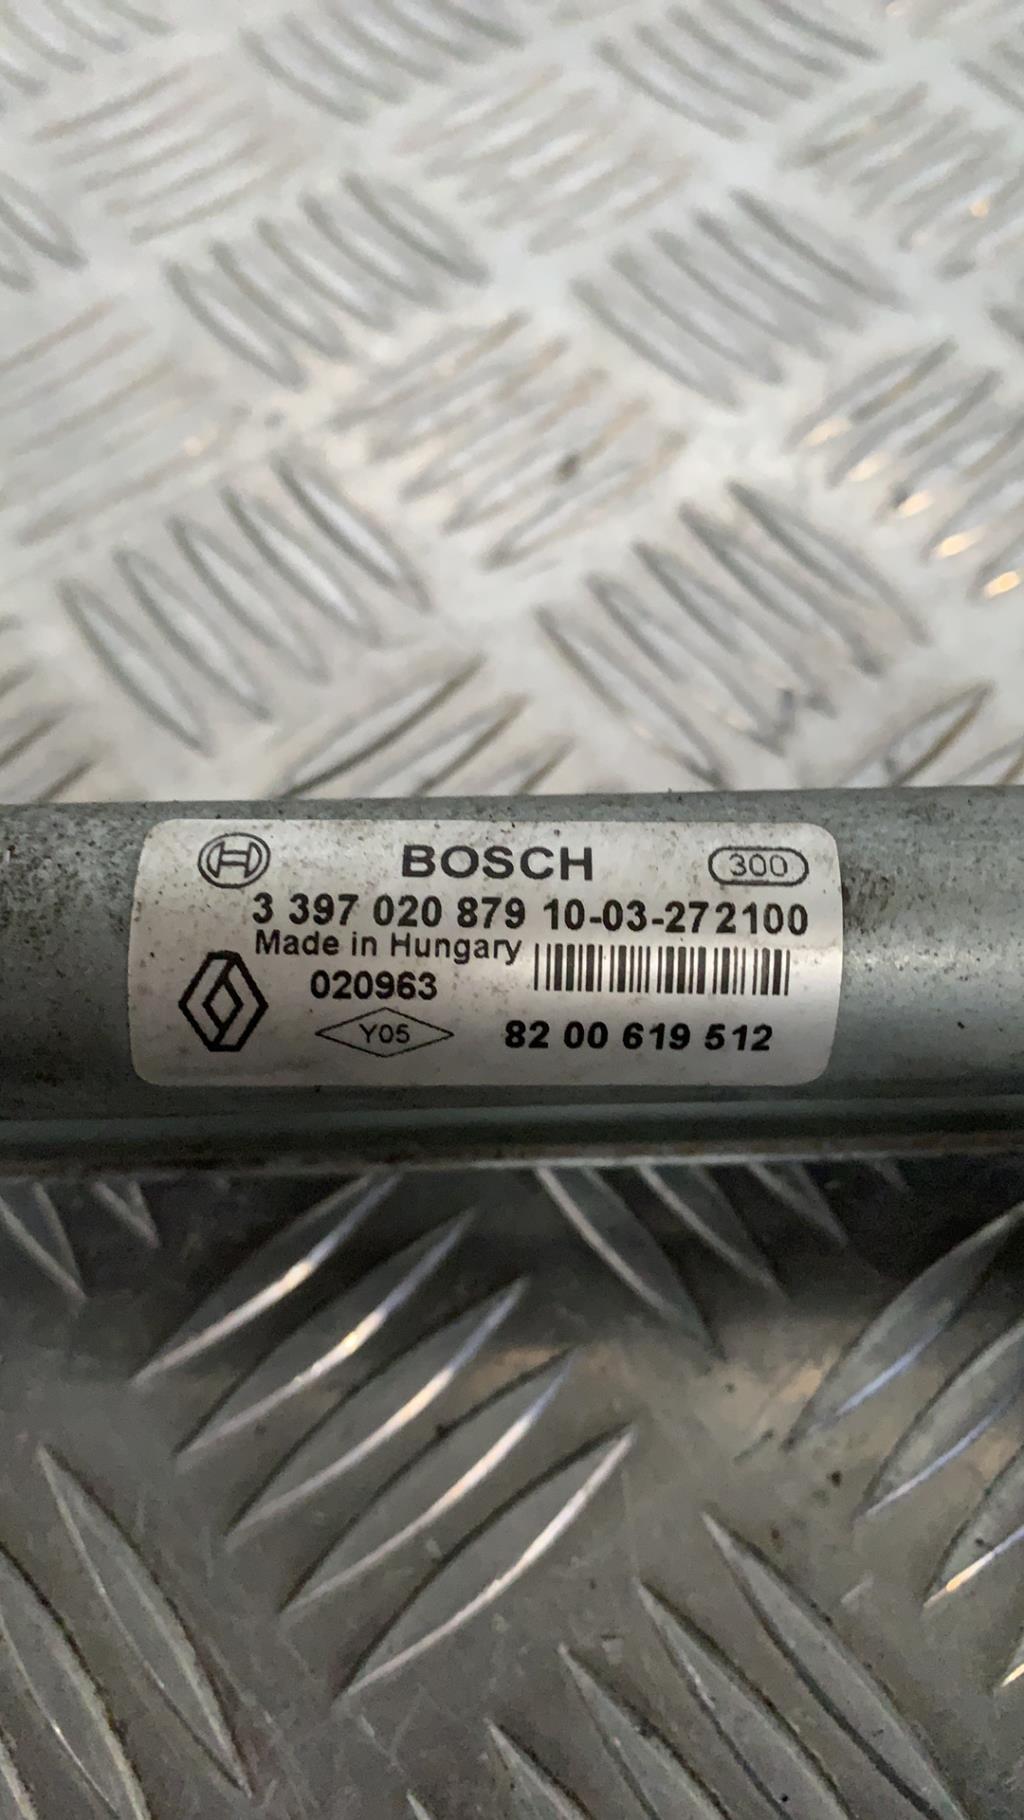 BOSCH 300
3 397 020 879 10-03-272100
Made in Hungary
020963
Y05 82 00 619 512